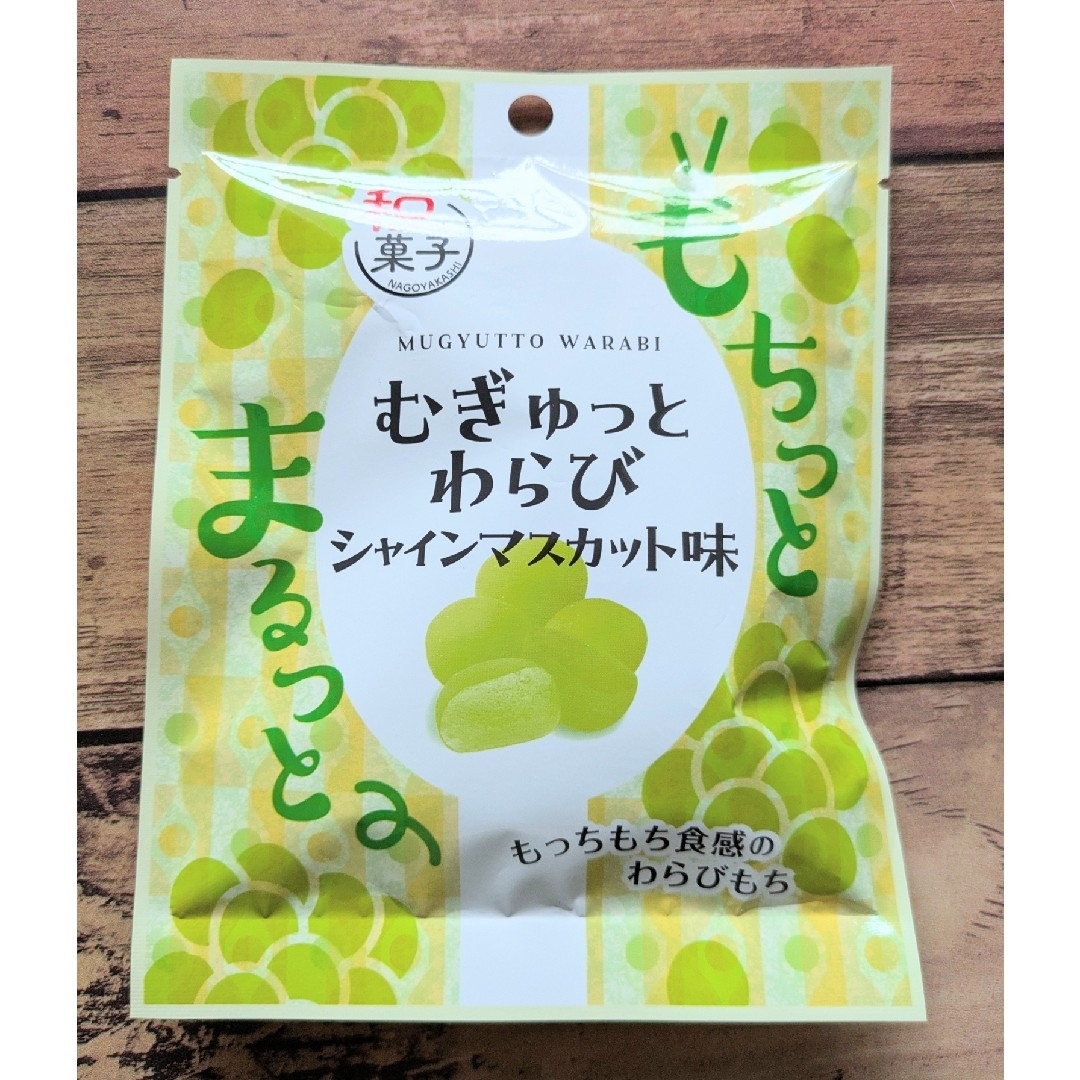 もちっと
まるっと
和
菓子
NAGOYAKASHI
MUGYUTTO WARABI
むぎゅっと
わらび
シャインマスカット味
もっちもち食感の
わらびもち